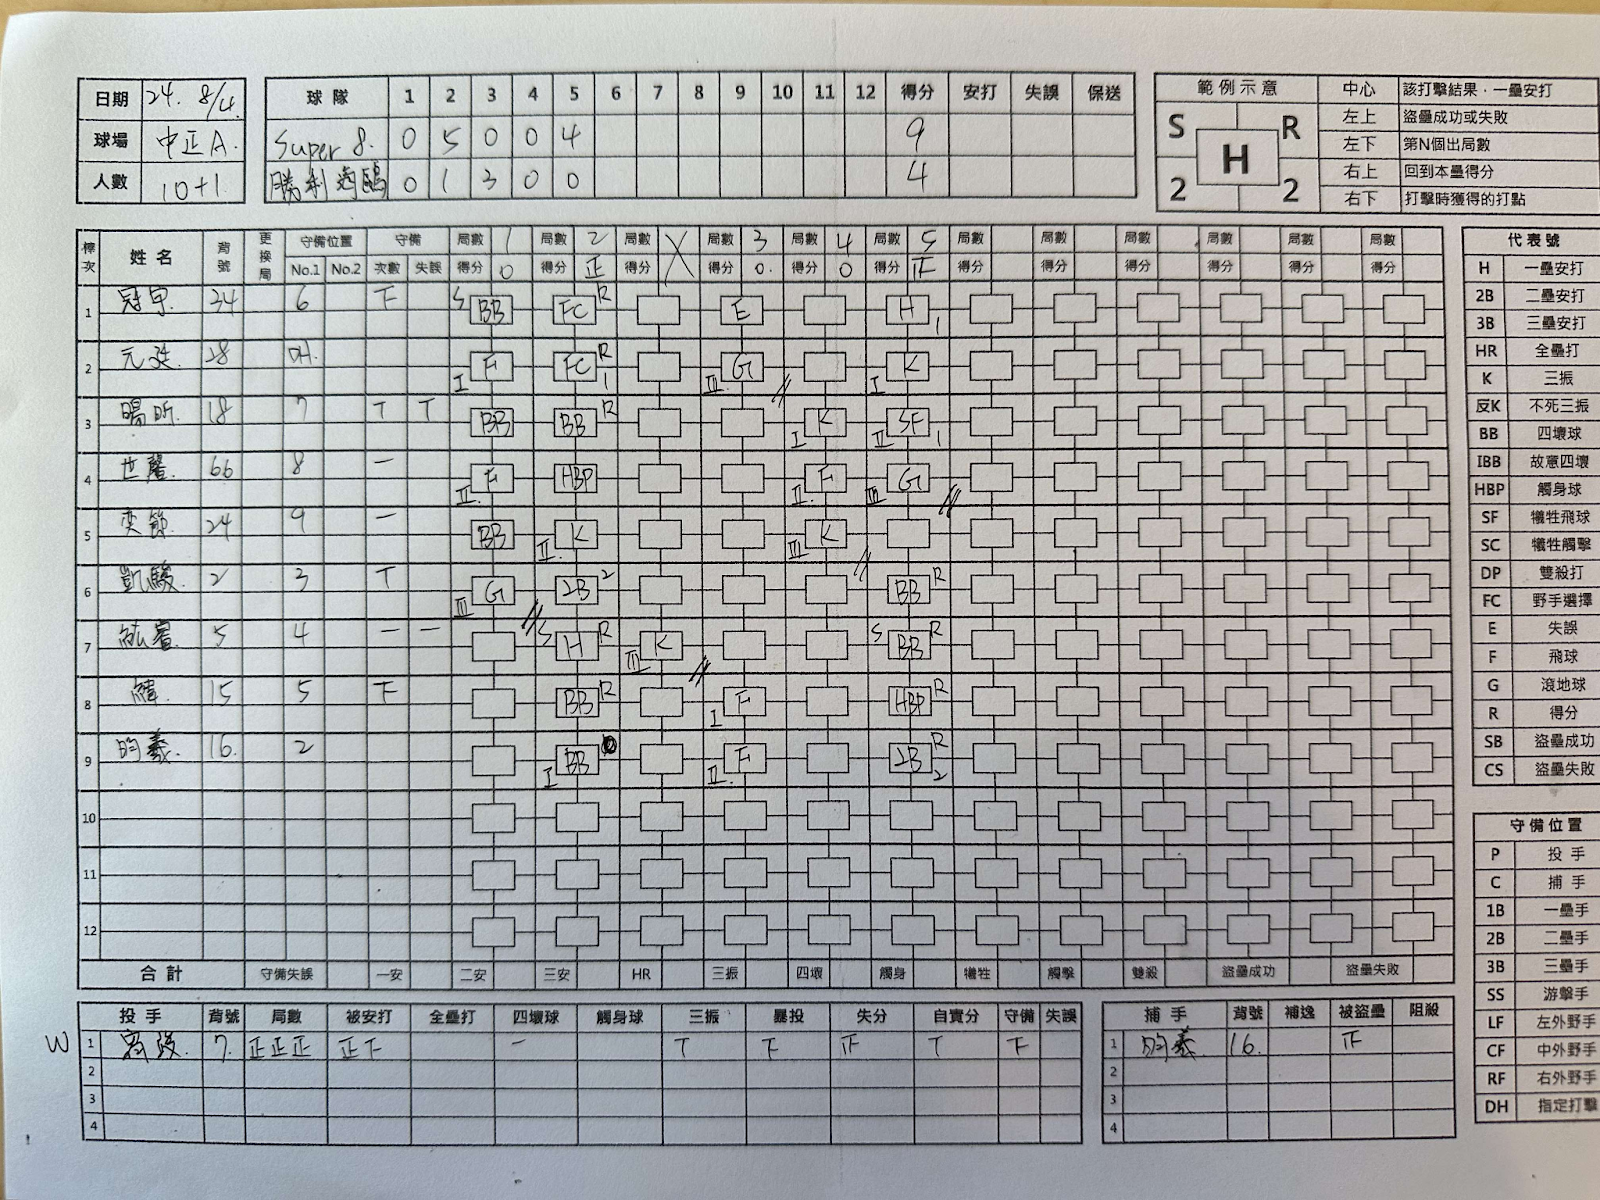 日期 24. 8/4.
球場 中正A.
人數 10+1
球隊 1 2 3 4 5 6 7 8 9 10 11 12 得分 安打 失誤 保送
Super 8. 0 5 0 0 4 9
勝利 0 1 3 0 0 4
範例示意
S R
H
2 2
中心 該打擊結果.一壘安打
左上 盜壘成功或失敗
左下 第N個出局數
右上 回到本壘得分
右下 打擊時獲得的打點
棒次 姓名 背號 更換局 守備位置 守備 局數 1 局數 2 局數 局數 3 局數 4 局數 5 局數 局數 局數 局數 局數 局數
No.1 No.2 次數 失誤 得分 0 得分 正 得分 得分 0. 得分 0 得分 正 得分 得分 得分 得分 得分 得分
1 冠宇. 34 6 下 S BB FC R E H 1
2 元 28 DH. I F FC R 1 III G I K
3 陽昕. 18 7 T T BB BB R I K II SF 1
4 世馨. 66 8 一 II. F HBP II. F III G
5 奕節. 24 9 一 BB II. K III K
6 凱駿. 2 3 T III G 2B 2 BB R
7 5 4 一 一 S H R III K S BB R
8 緯. 15 5 下 BB R I F HBP R
9 昀羲. 16. 2 I BB II. F 2B R 2
10
11
12
合計 守備失誤 一安 二安 三安 HR 三振 四壞 觸身 犧牲 觸擊 雙殺 盜壘成功 盜壘失敗
代表號
H 一壘安打
2B 二壘安打
3B 三壘安打
HR 全壘打
K 三振
反K 不死三振
BB 四壞球
IBB 故意四壞
HBP 觸身球
SF 犧牲飛球
SC 犧牲觸擊
DP 雙殺打
FC 野手選擇
E 失誤
F 飛球
G 滾地球
R 得分
SB 盜壘成功
CS 盜壘失敗
守備位置
P 投手
C 捕手
1B 一壘手
2B 二壘手
3B 三壘手
SS 游擊手
LF 左外野手
CF 中外野手
RF 右外野手
DH 指定打擊
投手 背號 局數 被安打 全壘打 四壞球 觸身球 三振 暴投 失分 自責分 守備 失誤
W 1 7. 正正正 正下 一 T 下 正 T 下
2
3
4
捕手 背號 補逸 被盜壘 阻殺
1 昀羲. 16. 正
2
3
4